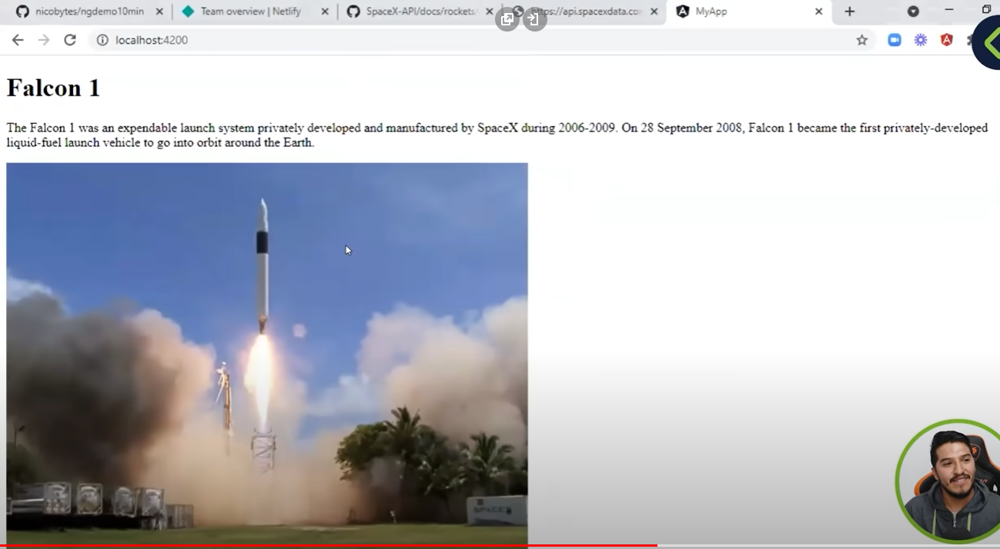 nicobytes/ngdemo10min
Team overview | Netlify
SpaceX-API/docs/rockets
https://api.spacexdata.co
MyApp
localhost:4200
Falcon 1
The Falcon 1 was an expendable launch system privately developed and manufactured by SpaceX during 2006-2009. On 28 September 2008, Falcon 1 became the first privately-developed
liquid-fuel launch vehicle to go into orbit around the Earth.
SPACEX